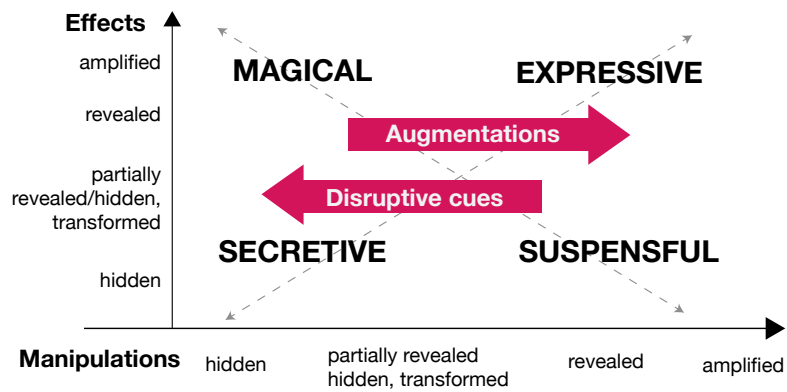 Effects
amplified
MAGICAL
EXPRESSIVE
revealed
Augmentations
partially
revealed/hidden,
transformed
Disruptive cues
SECRETIVE
SUSPENSFUL
hidden
Manipulations
hidden
partially revealed
hidden, transformed
revealed
amplified